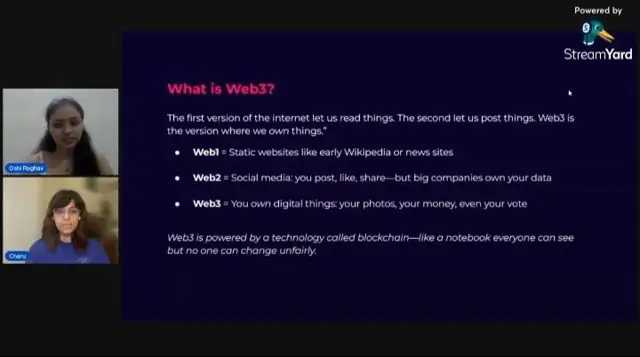 Powered by
StreamYard
What is Web3?
The first version of the internet let us read things. The second let us post things. Web3 is
the version where we own things."
• Web1 = Static websites like early Wikipedia or news sites
• Web2 = Social media: you post, like, share—but big companies own your data
• Web3 = You own digital things: your photos, your money, even your vote
Web3 is powered by a technology called blockchain—like a notebook everyone can see
but no one can change unfairly.
Oshi Raghav
Charu